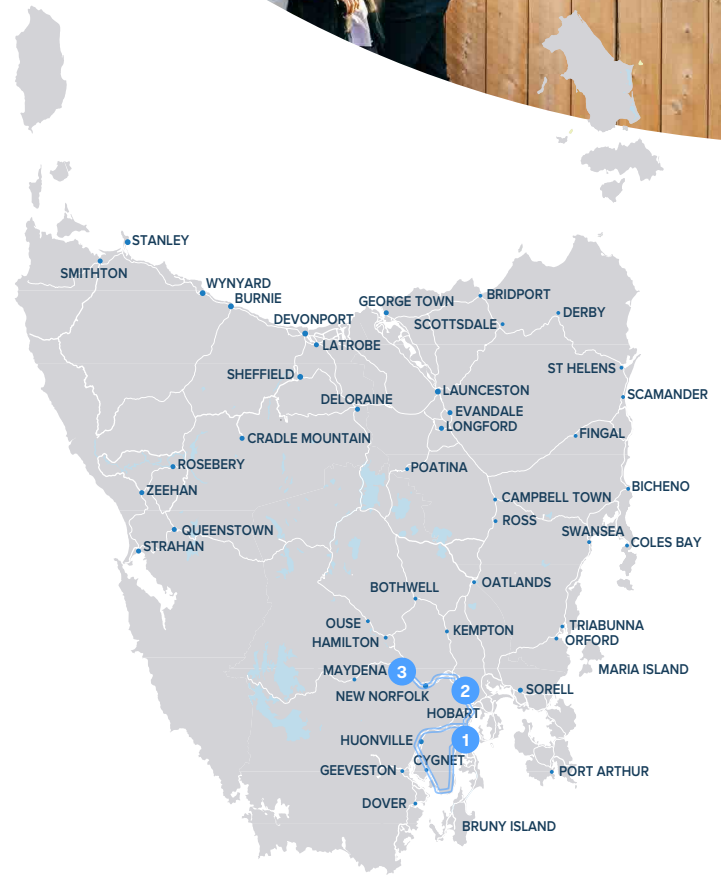 STANLEY
SMITHTON
WYNYARD
BURNIE
GEORGE TOWN
BRIDPORT
DERBY
DEVONPORT
SCOTTSDALE
LATROBE
ST HELENS
SHEFFIELD
LAUNCESTON
SCAMANDER
DELORAINE
EVANDALE
LONGFORD
FINGAL
CRADLE MOUNTAIN
ROSEBERY
POATINA
ZEEHAN
BICHENO
CAMPBELL TOWN
ROSS
QUEENSTOWN
SWANSEA
STRAHAN
COLES BAY
OATLANDS
BOTHWELL
OUSE
KEMPTON
TRIABUNNA
HAMILTON
ORFORD
MAYDENA
3
MARIA ISLAND
NEW NORFOLK
2
SORELL
HOBART
HUONVILLE
1
CYGNET
GEEVESTON
PORT ARTHUR
DOVER
BRUNY ISLAND